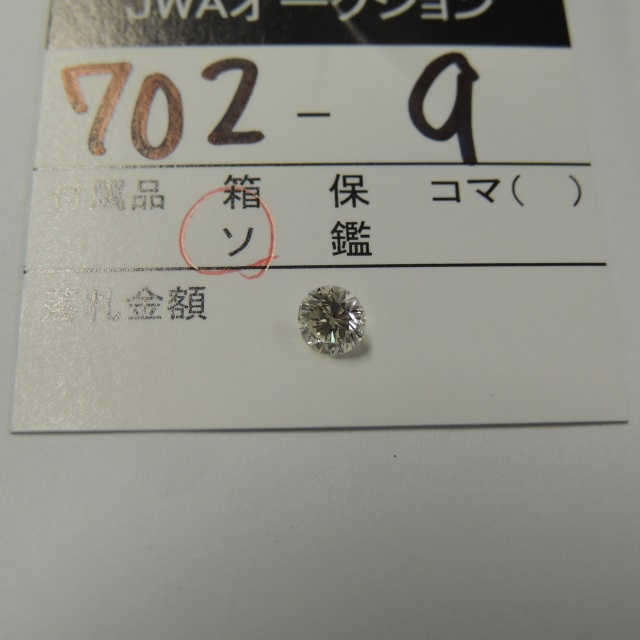 JWAオークション
702-9
付属品 箱 保 コマ( )
ソ 鑑
落札金額